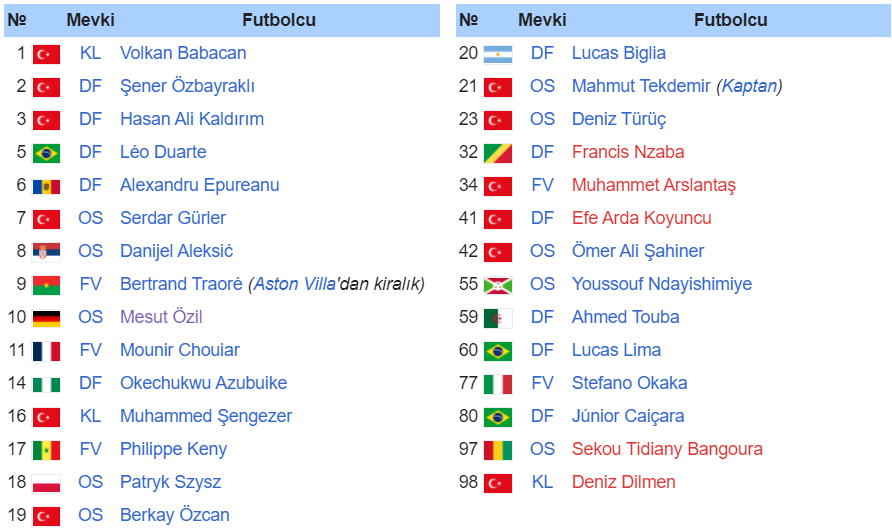 № Mevki Futbolcu
1 KL Volkan Babacan
2 DF Şener Özbayraklı
3 DF Hasan Ali Kaldırım
5 DF Léo Duarte
6 DF Alexandru Epureanu
7 OS Serdar Gürler
8 OS Danijel Aleksić
9 FV Bertrand Traoré (Aston Villa'dan kiralık)
10 OS Mesut Özil
11 FV Mounir Chouiar
14 DF Okechukwu Azubuike
16 KL Muhammed Şengezer
17 FV Philippe Keny
18 OS Patryk Szysz
19 OS Berkay Özcan
№ Mevki Futbolcu
20 DF Lucas Biglia
21 OS Mahmut Tekdemir (Kaptan)
23 OS Deniz Türüç
32 DF Francis Nzaba
34 FV Muhammet Arslantaş
41 DF Efe Arda Koyuncu
42 OS Ömer Ali Şahiner
55 OS Youssouf Ndayishimiye
59 DF Ahmed Touba
60 DF Lucas Lima
77 FV Stefano Okaka
80 DF Júnior Caiçara
97 OS Sekou Tidiany Bangoura
98 KL Deniz Dilmen